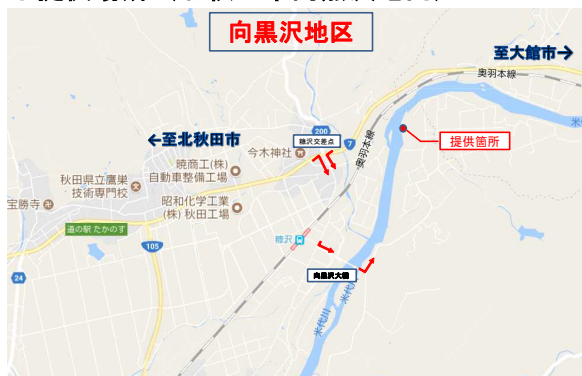 向黒沢地区
至大館市→
奥羽本線
←至北秋田市
200
糠沢交差点
7
今木神社
提供箇所
奥羽本線
暁商工(株)
自動車整備工場
秋田県立鷹巣
技術専門校
昭和化学工業
(株) 秋田工場
宝勝寺
道の駅 たかのす
糠沢
105
向黒沢大橋
24
米代川
米代川